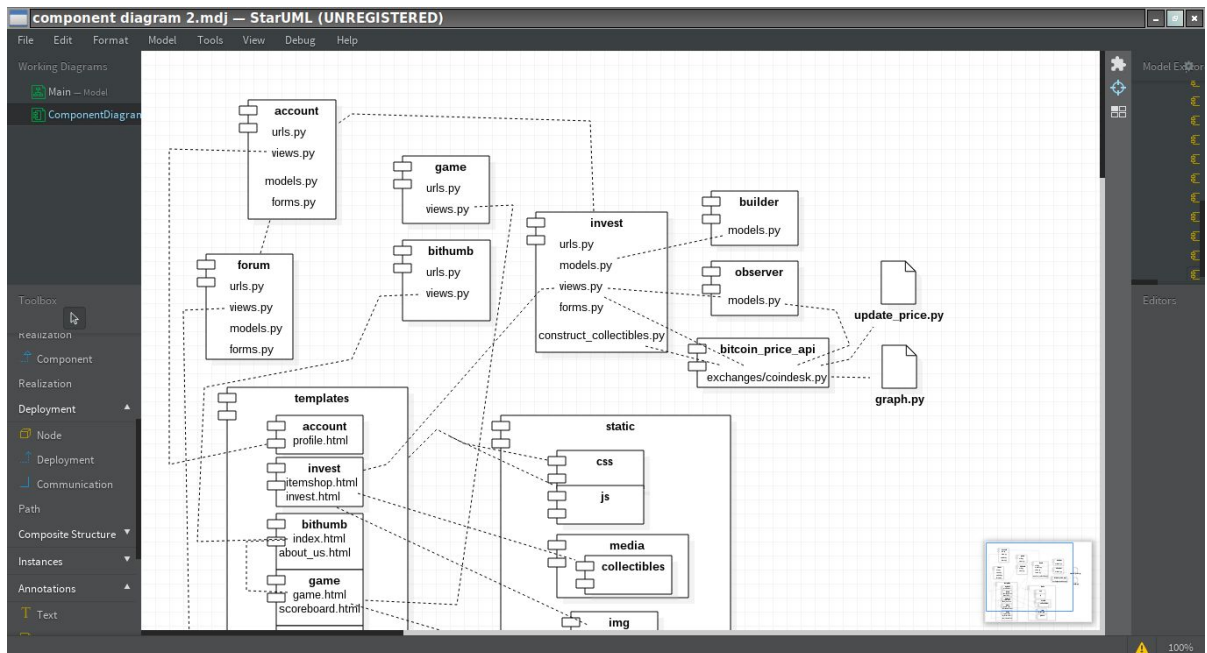 component diagram 2.mdj — StarUML (UNREGISTERED)
File Edit Format Model Tools View Debug Help
Working Diagrams
Main — Model
ComponentDiagran
Toolbox
Realization
Component
Realization
Deployment
Node
Deployment
Communication
Path
Composite Structure
Instances
Annotations
Text
account
urls.py
views.py
models.py
forms.py
game
urls.py
views.py
bithumb
urls.py
views.py
forum
urls.py
views.py
models.py
forms.py
invest
urls.py
models.py
views.py
forms.py
construct_collectibles.py
builder
models.py
observer
models.py
bitcoin_price_api
exchanges/coindesk.py
update_price.py
graph.py
templates
account
profile.html
invest
itemshop.html
invest.html
bithumb
index.html
about_us.html
game
game.html
scoreboard.html
static
css
js
media
collectibles
img
Editors
100%